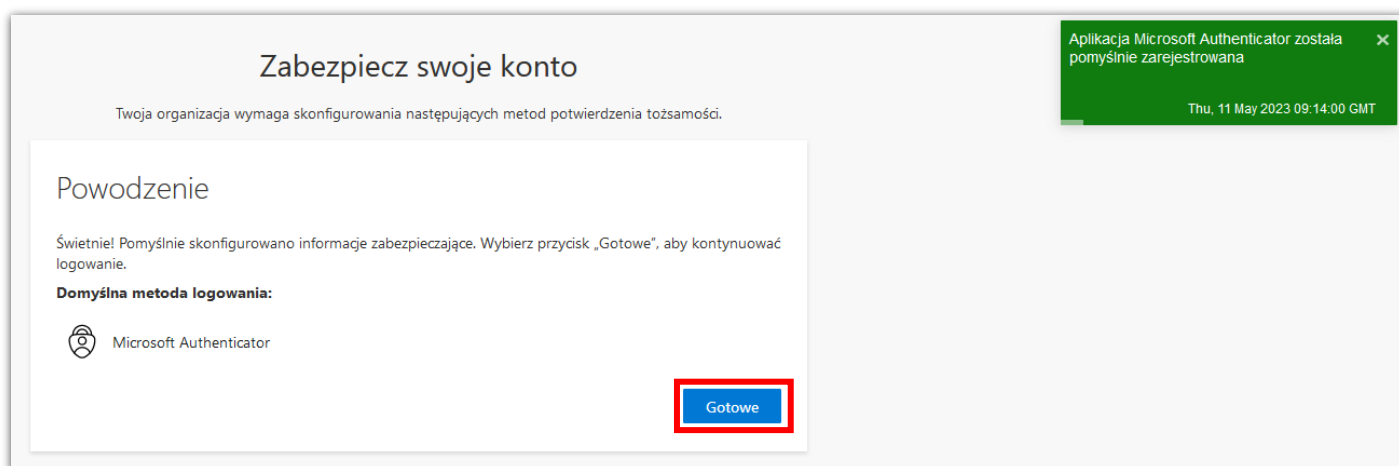 Zabezpiecz swoje konto
Twoja organizacja wymaga skonfigurowania następujących metod potwierdzenia tożsamości.
Aplikacja Microsoft Authenticator została
pomyślnie zarejestrowana
Thu, 11 May 2023 09:14:00 GMT
Powodzenie
Świetnie! Pomyślnie skonfigurowano informacje zabezpieczające. Wybierz przycisk „Gotowe”, aby kontynuować
logowanie.
Domyślna metoda logowania:
Microsoft Authenticator
Gotowe